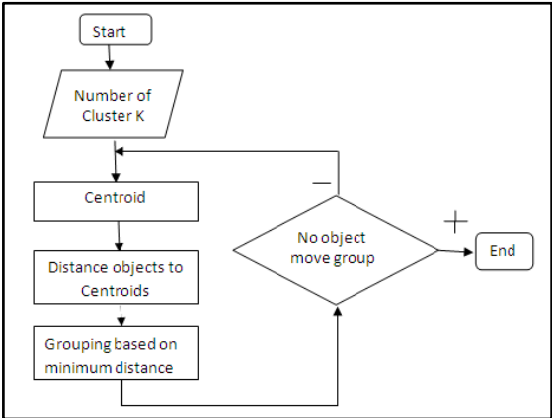 Start
Number of
Cluster K
Centroid
Distance objects to
Centroids
Grouping based on
minimum distance
No object
move group
−
+
End